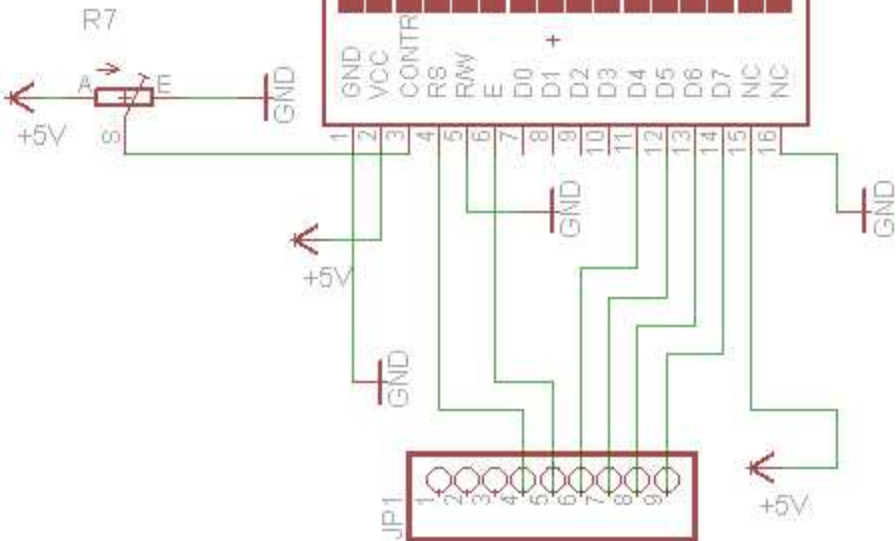 R7
A E
S
+5V
GND
GND VCC CONTR RS R/W E D0 D1 D2 D3 D4 D5 D6 D7 NC NC
1 2 3 4 5 6 7 8 9 10 11 12 13 14 15 16
GND
GND
+5V
GND
JP1
1 2 3 4 5 6 7 8 9
+5V